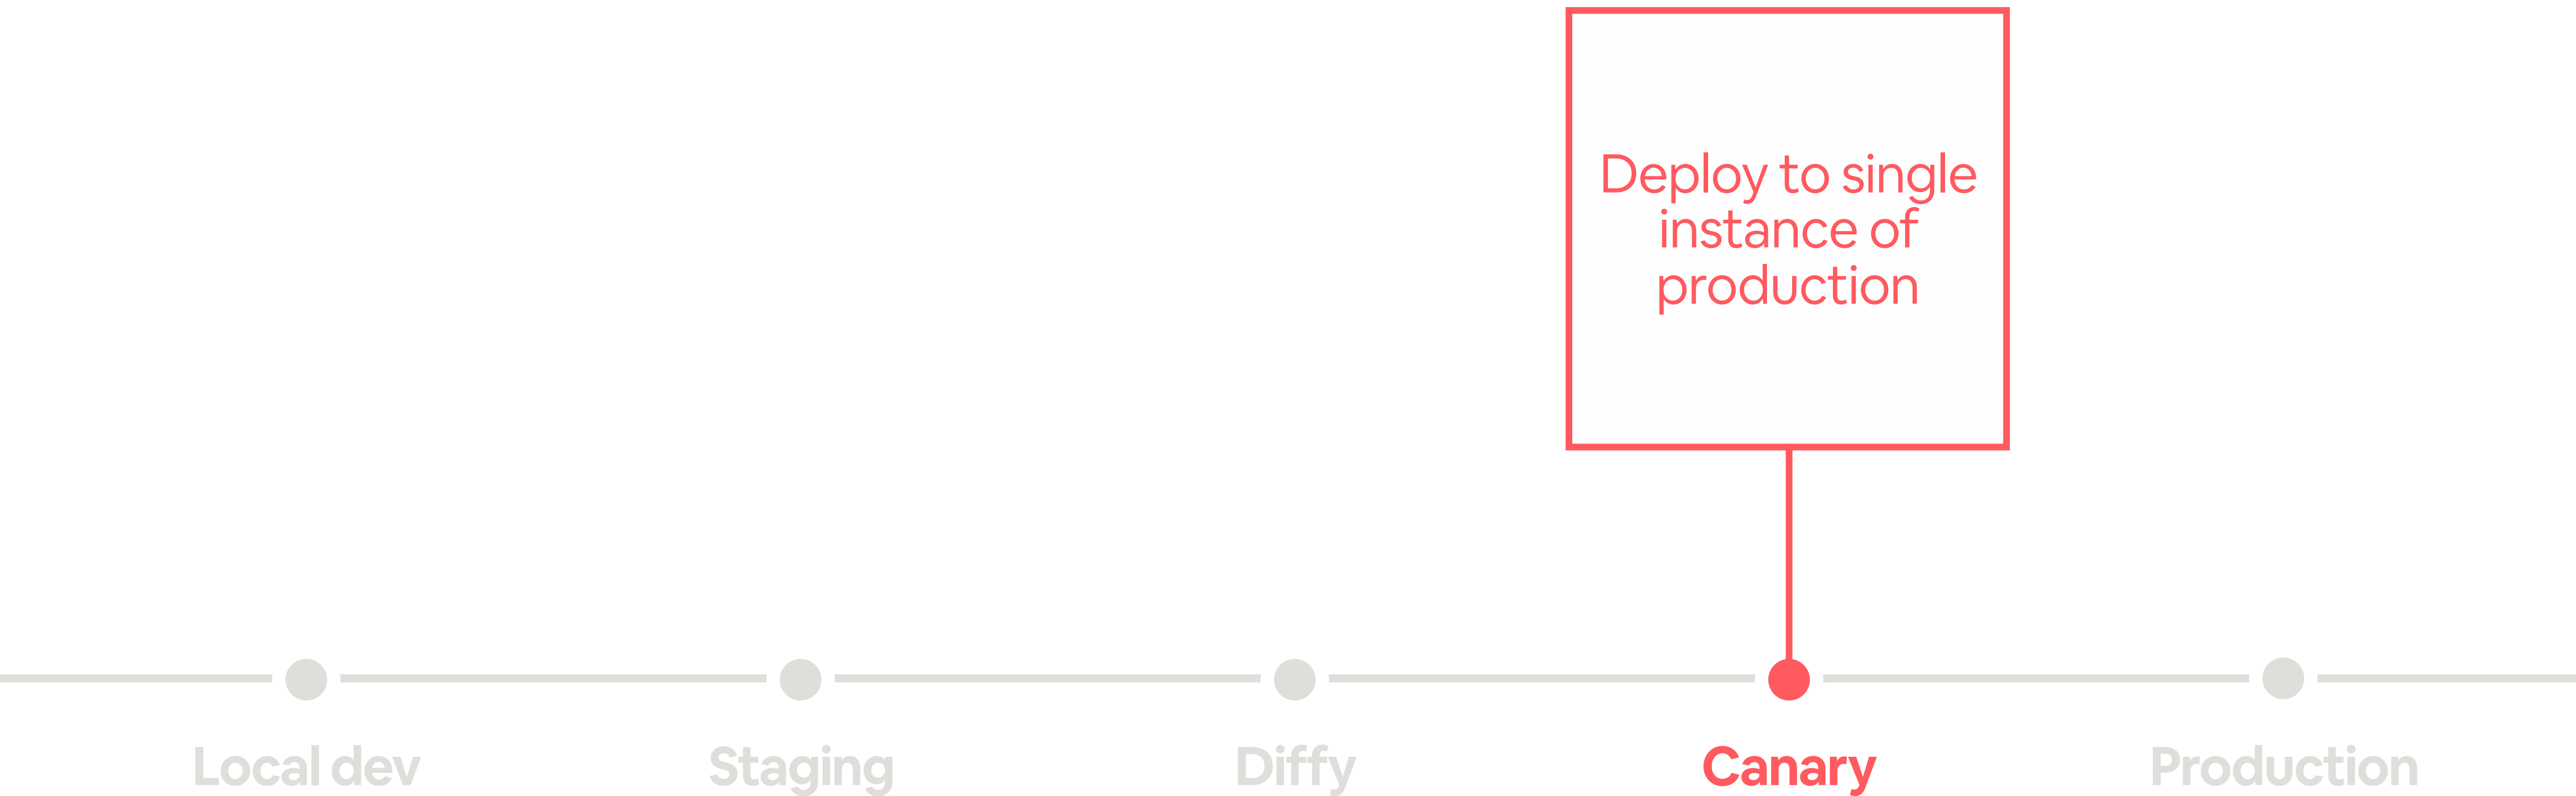 Deploy to single
instance of
production
Local dev
Staging
Diffy
Canary
Production